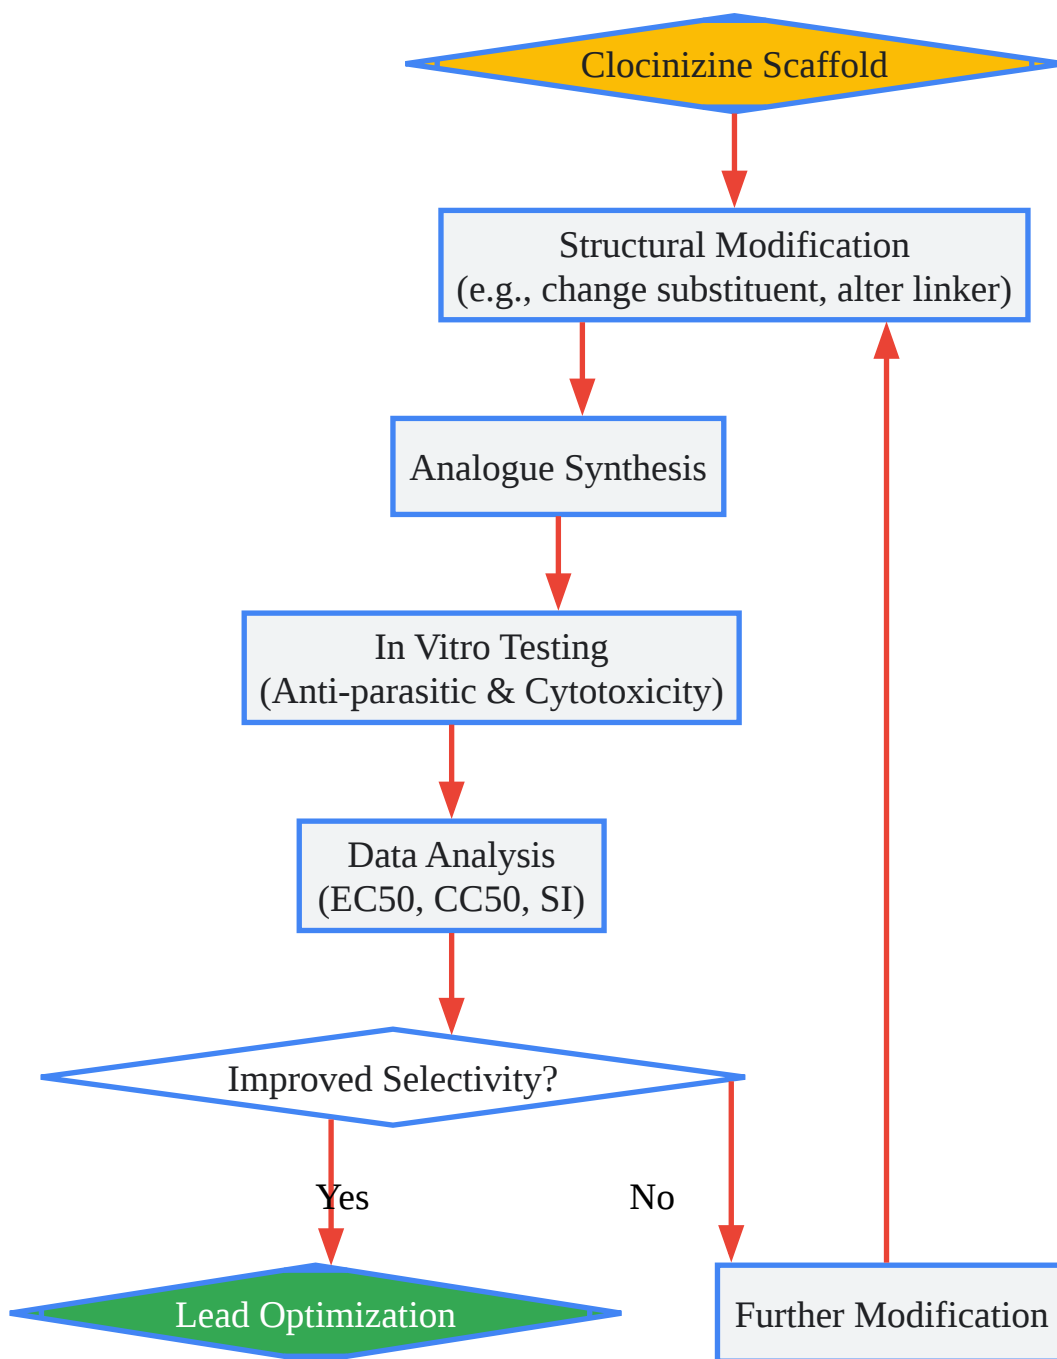 Clocinizine Scaffold
Structural Modification
(e.g., change substituent, alter linker)
Analogue Synthesis
In Vitro Testing
(Anti-parasitic & Cytotoxicity)
Data Analysis
(EC50, CC50, SI)
Improved Selectivity?
Yes
No
Lead Optimization
Further Modification